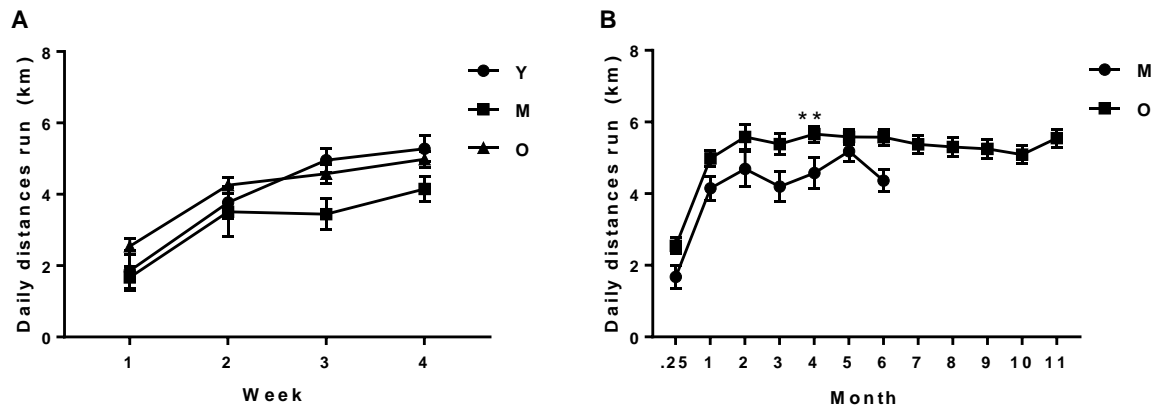 A
Daily distances run (km)
8
6
4
2
0
1 2 3 4
Week
Y
M
O
B
Daily distances run (km)
8
6
4
2
0
**
.25 1 2 3 4 5 6 7 8 9 10 11
Month
M
O